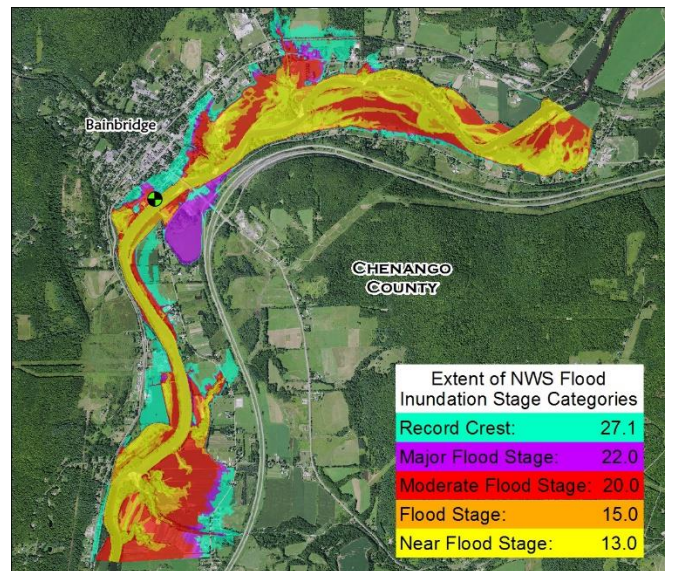 Bainbridge
CHENANGO
COUNTY
Extent of NWS Flood
Inundation Stage Categories
Record Crest: 27.1
Major Flood Stage: 22.0
Moderate Flood Stage: 20.0
Flood Stage: 15.0
Near Flood Stage: 13.0